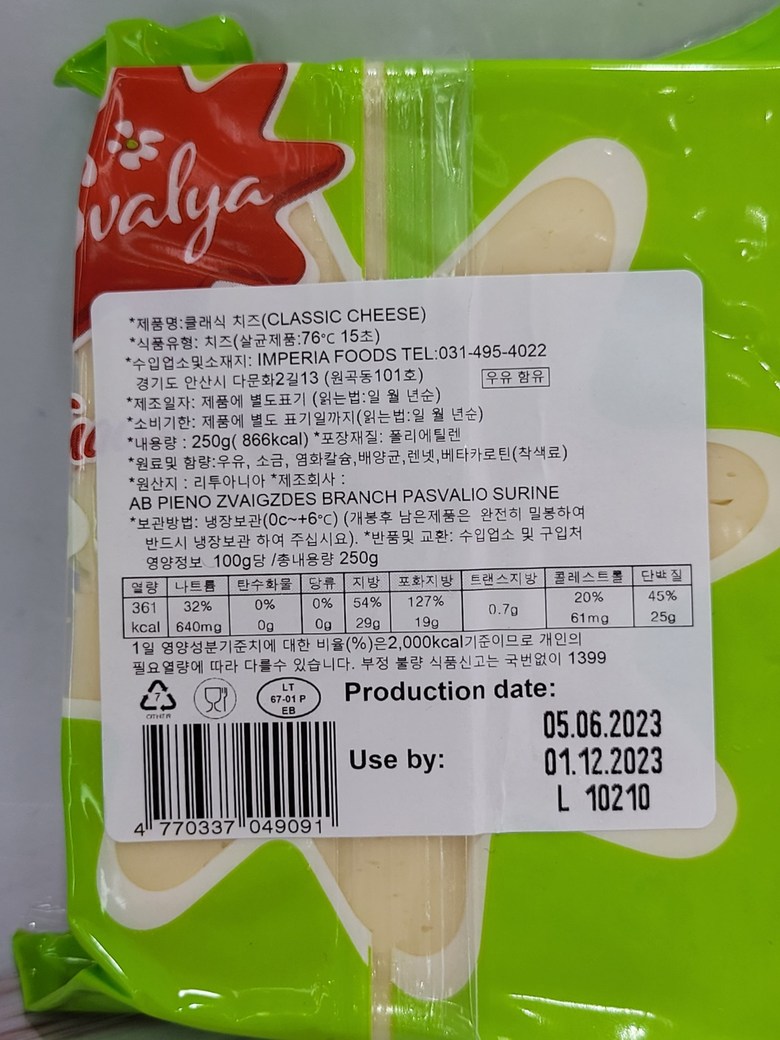 valya
*제품명:클래식 치즈(CLASSIC CHEESE)
*식품유형: 치즈(살균제품:76℃ 15초)
*수입업소및소재지: IMPERIA FOODS TEL:031-495-4022
경기도 안산시 다문화2길13 (원곡동101호)
우유 함유
*제조일자: 제품에 별도표기 (읽는법:일 월 년순)
*소비기한: 제품에 별도 표기일까지(읽는법:일 월 년순)
*내용량 : 250g( 866kcal) *포장재질: 폴리에틸렌
*원료및 함량:우유, 소금, 염화칼슘,배양균,렌넷,베타카로틴(착색료)
*원산지 : 리투아니아 *제조회사 :
AB PIENO ZVAIGZDES BRANCH PASVALIO SURINE
*보관방법: 냉장보관(0c~+6℃) (개봉후 남은제품은 완전히 밀봉하여
반드시 냉장보관 하여 주십시요). *반품및 교환: 수입업소 및 구입처
영양정보 100g당 /총내용량 250g
열량 나트륨 탄수화물 당류 지방 포화지방 트랜스지방 콜레스트롤 단백질
361 32% 0% 0% 54% 127% 0.7g 20% 45%
kcal 640mg 0g 0g 29g 19g 61mg 25g
1일 영양성분기준치에 대한 비율(%)은2,000kcal기준이므로 개인의
필요열량에 따라 다를수 있습니다. 부정 불량 식품신고는 국번없이 1399
7
OTHER
LT
67-01 P
EB
Production date:
05.06.2023
Use by:
01.12.2023
L 10210
4 770337 049091